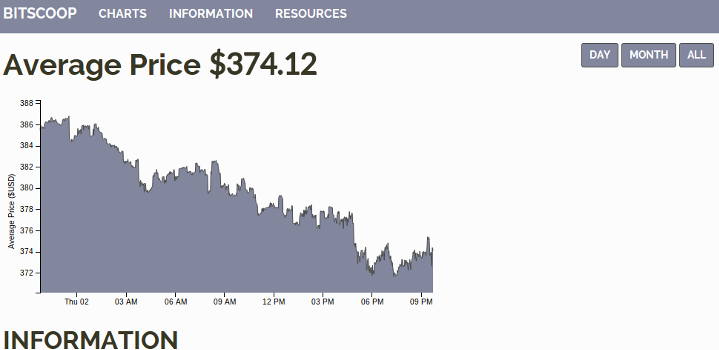 BITSCOOP CHARTS INFORMATION RESOURCES
Average Price $374.12
DAY MONTH ALL
388
386
384
382
380
378
376
374
372
Average Price ($USD)
Thu 02 03 AM 06 AM 09 AM 12 PM 03 PM 06 PM 09 PM
INFORMATION